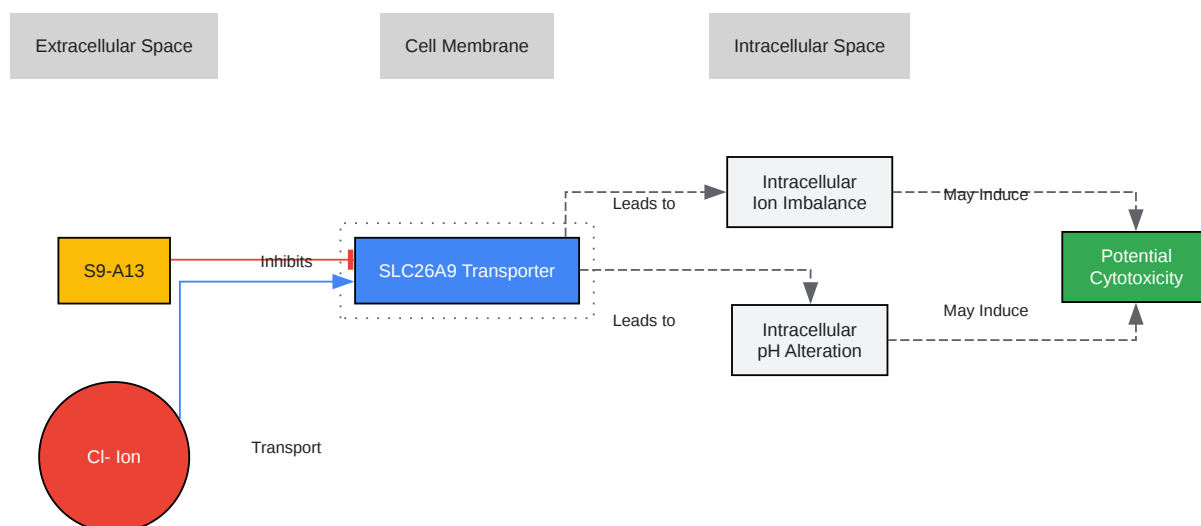 Extracellular Space
Cell Membrane
Intracellular Space
Intracellular
Ion Imbalance
Leads to
May Induce
S9-A13
Inhibits
SLC26A9 Transporter
Potential
Cytotoxicity
Leads to
Intracellular
pH Alteration
May Induce
Cl- Ion
Transport